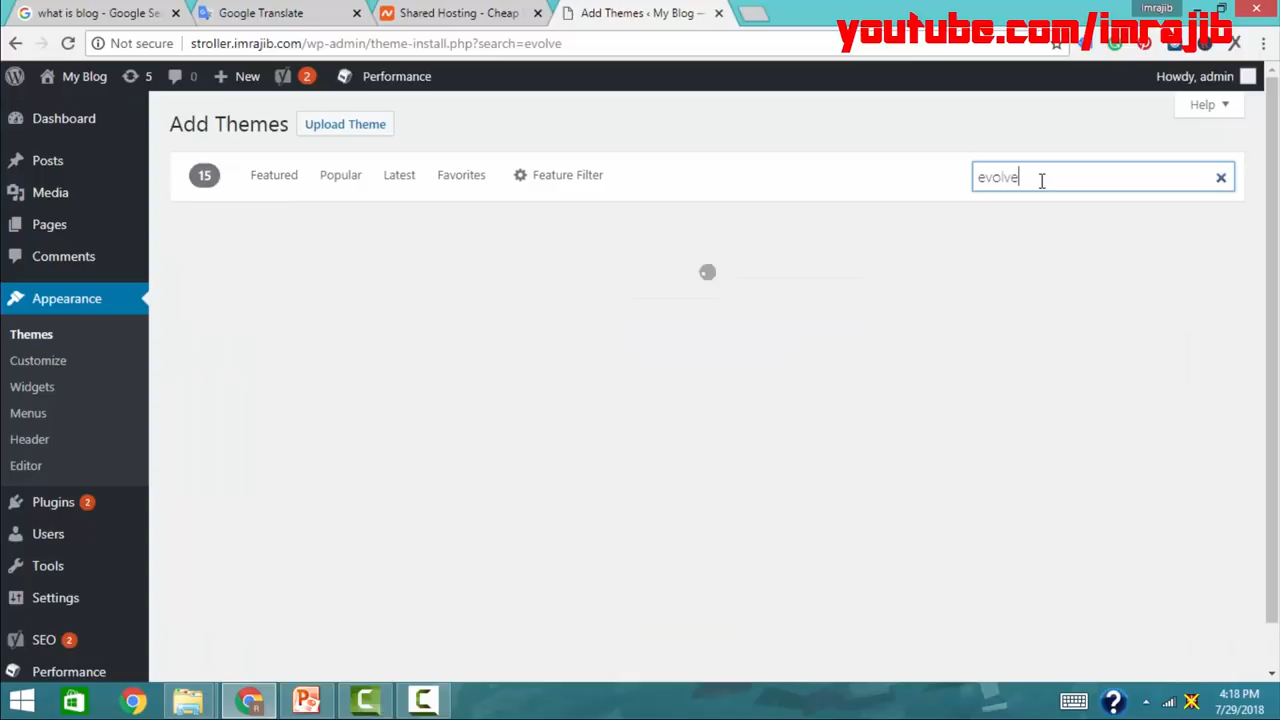 what is blog - Google Se
Google Translate
Shared Hosting - Cheap
Add Themes ‹ My Blog —
imrajib
Not secure
stroller.imrajib.com/wp-admin/theme-install.php?search=evolve
youtube.com/imrajib
My Blog
5
0
New
2
Performance
Howdy, admin
Help
Dashboard
Posts
Media
Pages
Comments
Appearance
Themes
Customize
Widgets
Menus
Header
Editor
Plugins 2
Users
Tools
Settings
SEO 2
Performance
Add Themes
Upload Theme
15
Featured
Popular
Latest
Favorites
Feature Filter
evolve
4:18 PM
7/29/2018